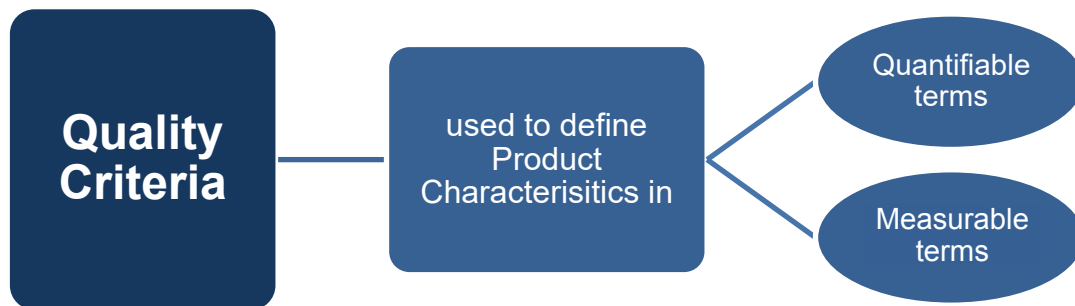 Quality
Criteria
used to define
Product
Characterisitics in
Quantifiable
terms
Measurable
terms